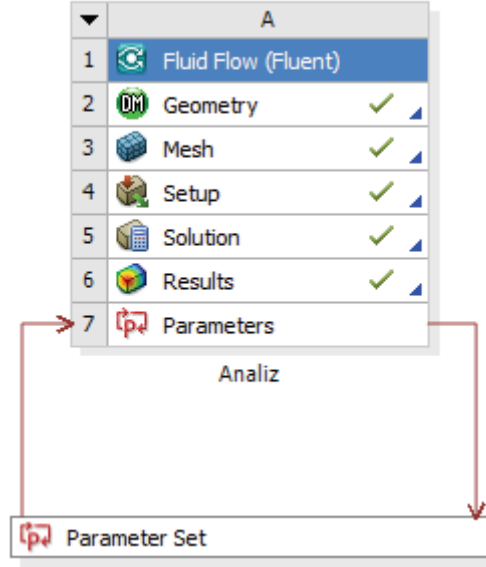 A
1 Fluid Flow (Fluent)
2 DM Geometry
3 Mesh
4 Setup
5 Solution
6 Results
7 p Parameters
Analiz
p Parameter Set